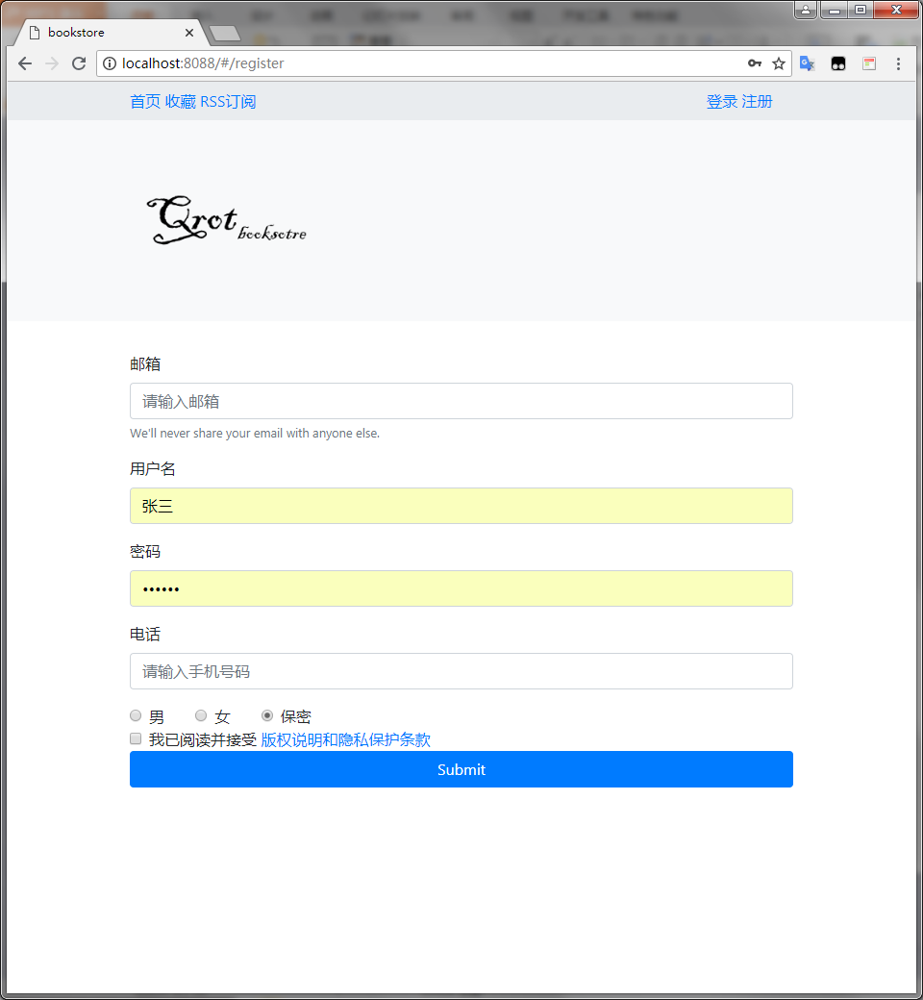 bookstore
localhost:8088/#/register
首页 收藏 RSS订阅
登录 注册
Qrot booksotre
邮箱
请输入邮箱
We'll never share your email with anyone else.
用户名
张三
密码
••••••
电话
请输入手机号码
男 女 保密
我已阅读并接受 版权说明和隐私保护条款
Submit